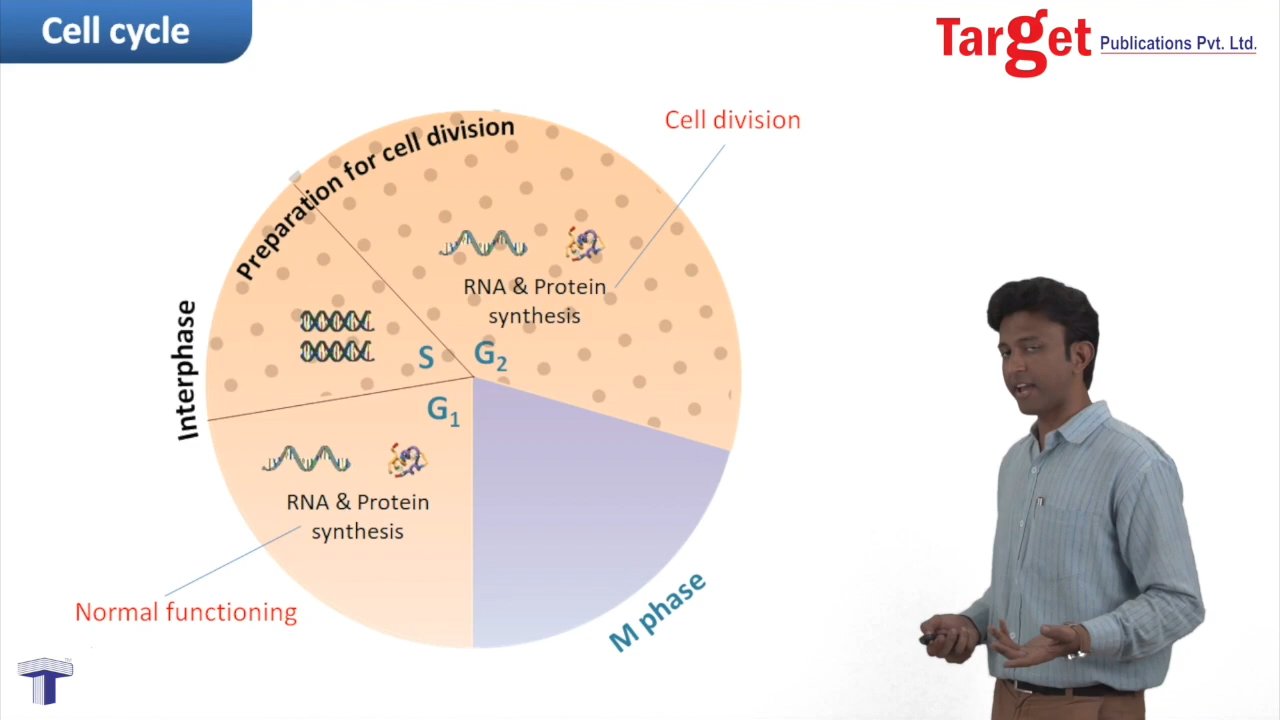 Cell cycle
Target Publications Pvt. Ltd.
Preparation for cell division
Cell division
Interphase
RNA & Protein
synthesis
S
G₂
G₁
RNA & Protein
synthesis
Normal functioning
M phase
T
TM